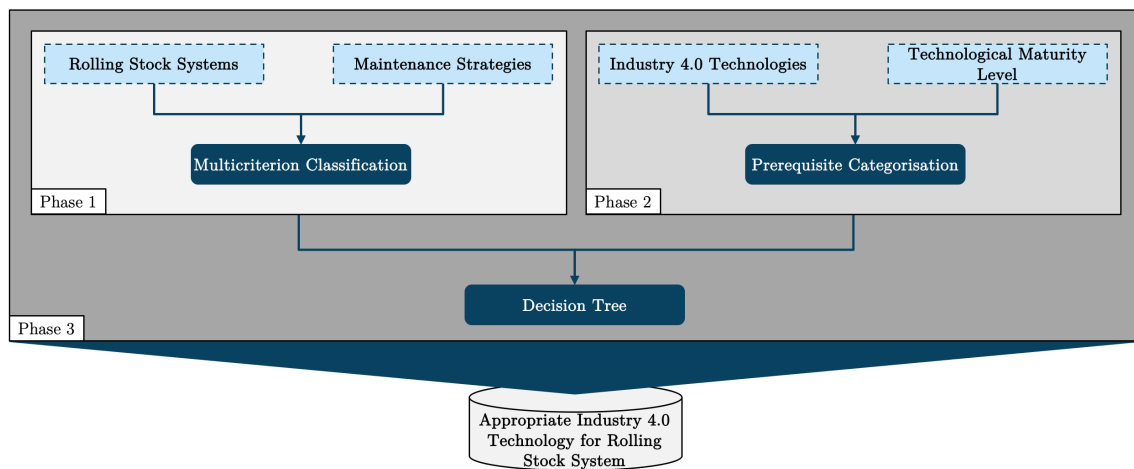 Rolling Stock Systems
Maintenance Strategies
Multicriterion Classification
Phase 1
Industry 4.0 Technologies
Technological Maturity
Level
Prerequisite Categorisation
Phase 2
Decision Tree
Phase 3
Appropriate Industry 4.0
Technology for Rolling
Stock System